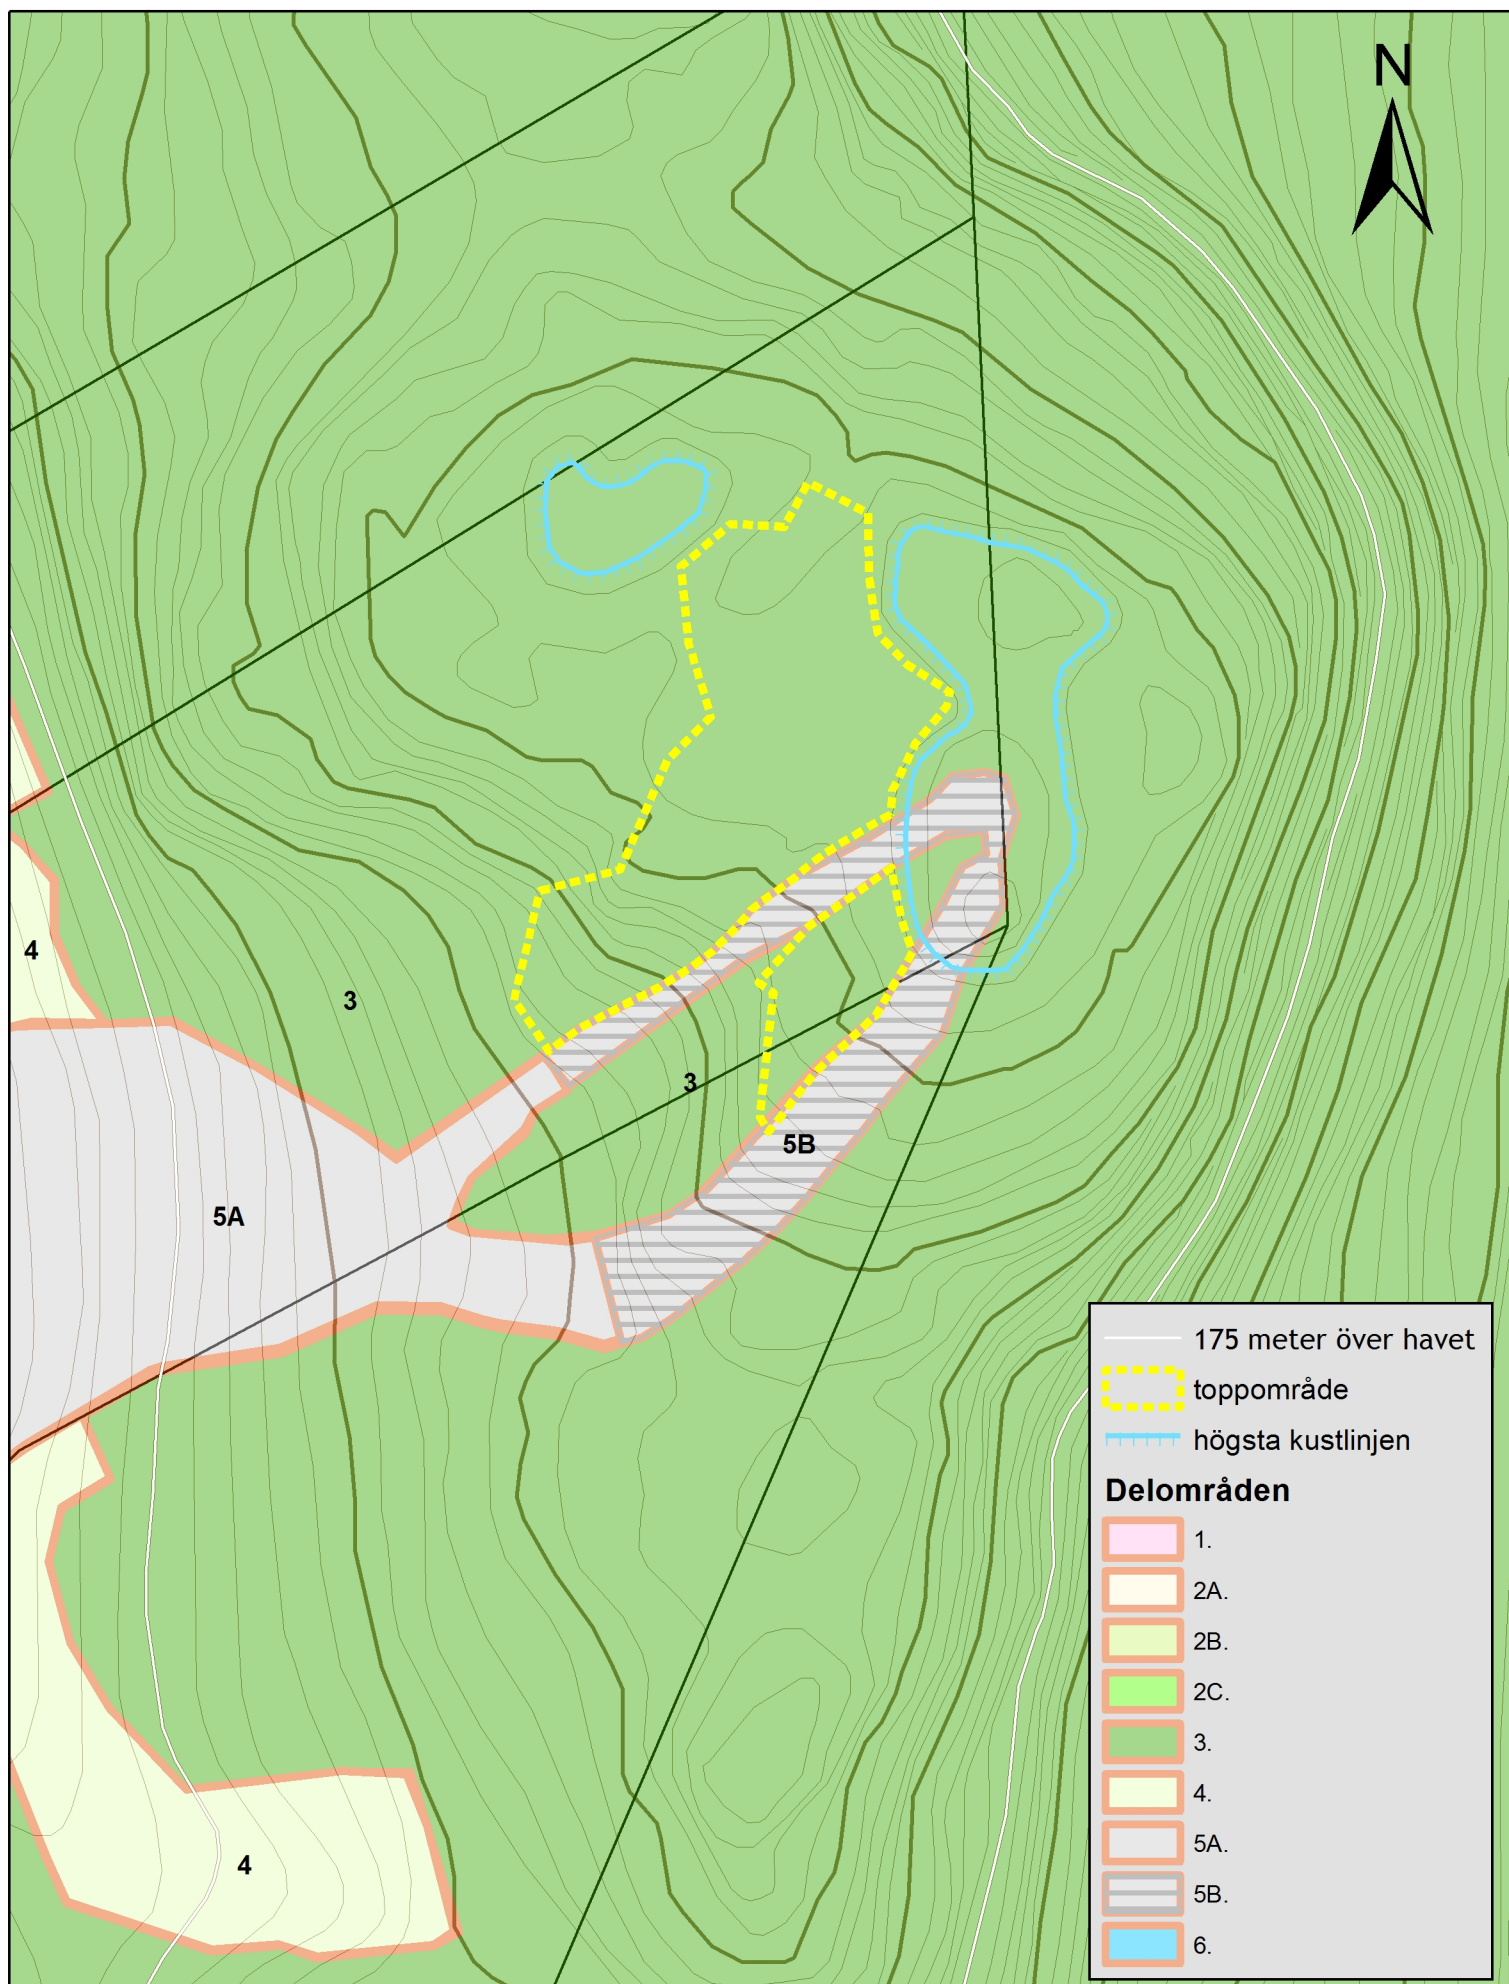 N
4
3
3
5B
5A
4
175 meter över havet
toppområde
högsta kustlinjen
Delområden
1.
2A.
2B.
2C.
3.
4.
5A.
5B.
6.